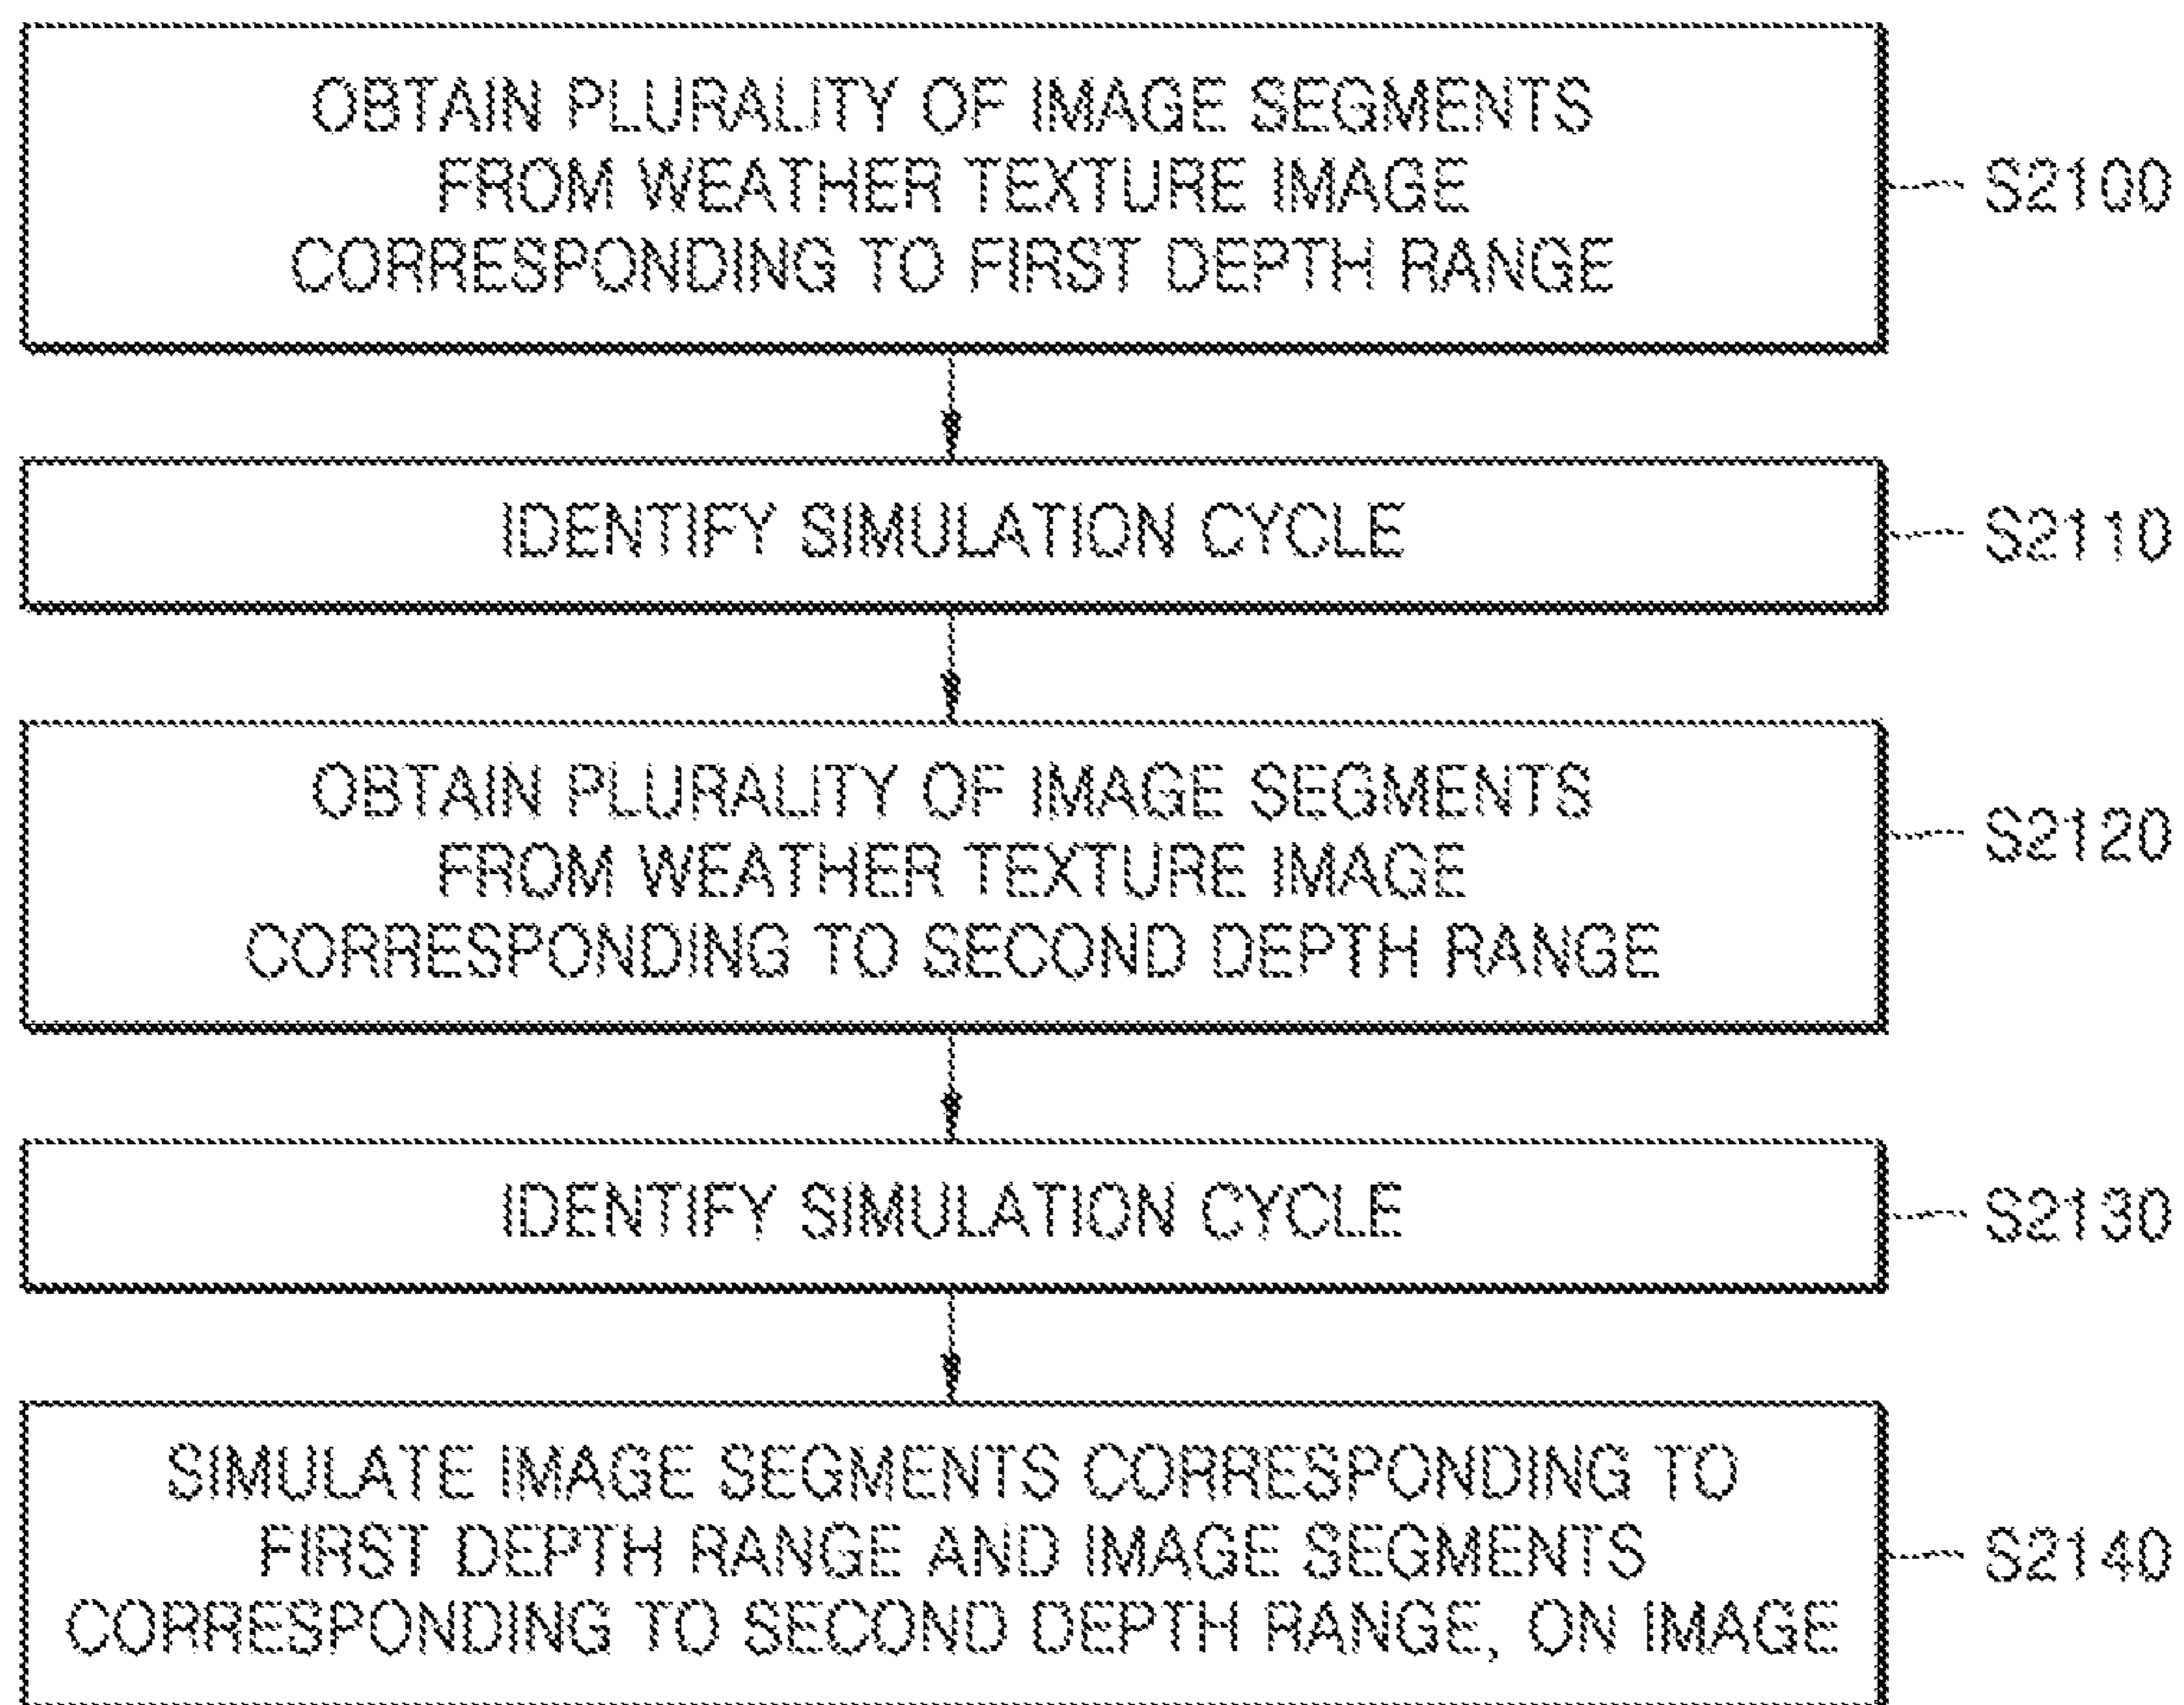 OBTAIN PLURALITY OF IMAGE SEGMENTS
FROM WEATHER TEXTURE IMAGE
CORRESPONDING TO FIRST DEPTH RANGE
S2100
IDENTIFY SIMULATION CYCLE
S2110
OBTAIN PLURALITY OF IMAGE SEGMENTS
FROM WEATHER TEXTURE IMAGE
CORRESPONDING TO SECOND DEPTH RANGE
S2120
IDENTIFY SIMULATION CYCLE
S2130
SIMULATE IMAGE SEGMENTS CORRESPONDING TO
FIRST DEPTH RANGE AND IMAGE SEGMENTS
CORRESPONDING TO SECOND DEPTH RANGE, ON IMAGE
S2140